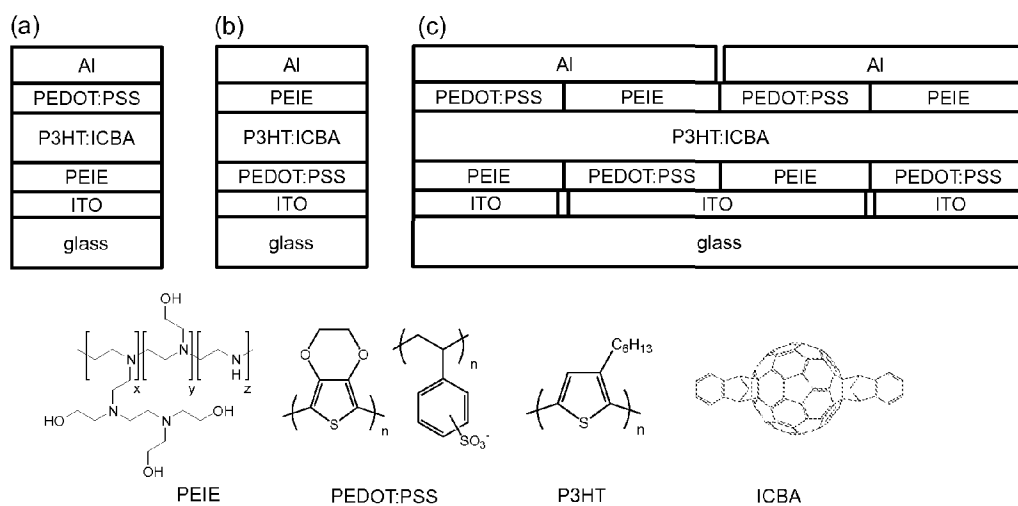 (a) (b) (c)
Al Al Al Al
PEDOT:PSS PEIE PEDOT:PSS PEIE PEDOT:PSS PEIE
P3HT:ICBA P3HT:ICBA P3HT:ICBA
PEIE PEDOT:PSS PEIE PEDOT:PSS PEIE PEDOT:PSS
ITO ITO ITO ITO ITO
glass glass glass
OH
N N N
H
x y z
HO N N OH
OH
O O
S n
n
SO3-
C6H13
S n
PEIE PEDOT:PSS P3HT ICBA